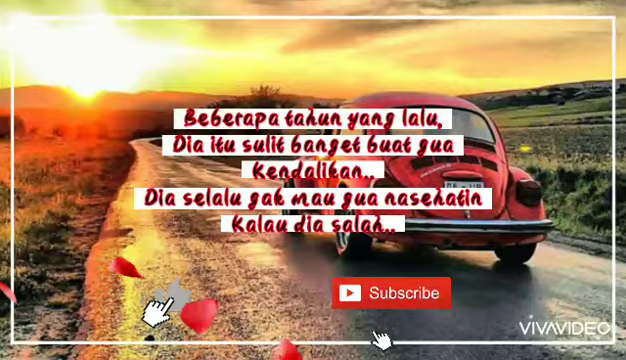 Beberapa tahun yang lalu,
Dia itu sulit banget buat gua
Kendalikan..
Dia selalu gak mau gua nasehatin
Kalau dia salah..
Subscribe
VIVAVIDEO